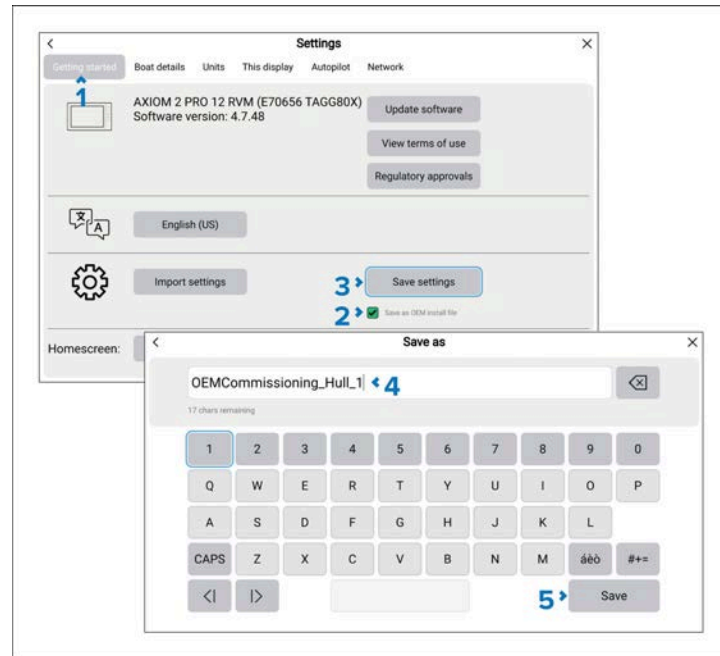 Settings
Getting started Boat details Units This display Autopilot Network
1
AXIOM 2 PRO 12 RVM (E70656 TAGG80X)
Software version: 4.7.48
Update software
View terms of use
Regulatory approvals
文 A
English (US)
Import settings
3 Save settings
2 Save as OEM install file
Homescreen:
Save as
OEMCommissioning_Hull_1 4
17 chars remaining
1 2 3 4 5 6 7 8 9 0
Q W E R T Y U I O P
A S D F G H J K L
CAPS Z X C V B N M áèò #+=
<| |>
5 Save